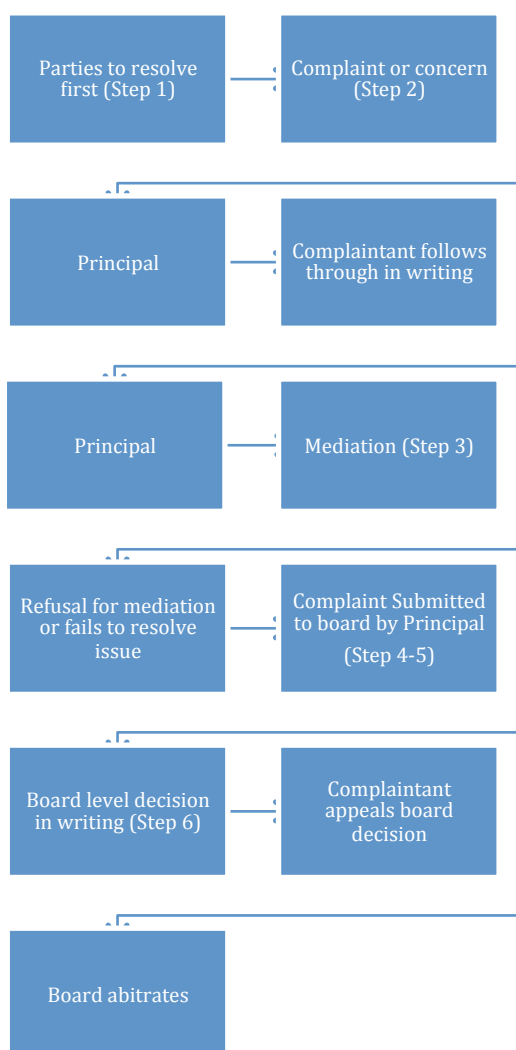 Parties to resolve
first (Step 1)
Complaint or concern
(Step 2)
Principal
Complaintant follows
through in writing
Principal
Mediation (Step 3)
Refusal for mediation
or fails to resolve
issue
Complaint Submitted
to board by Principal
(Step 4-5)
Board level decision
in writing (Step 6)
Complaintant
appeals board
decision
Board abitrates